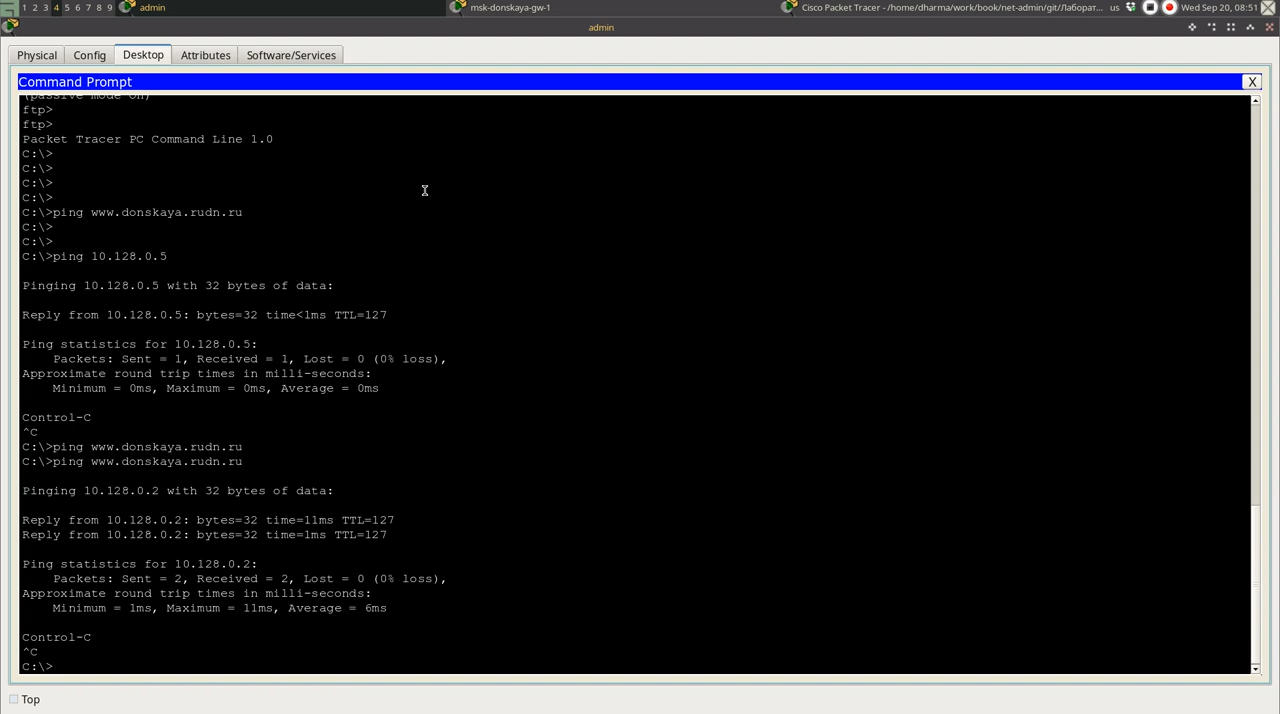 1 2 3 4 5 6 7 8 9 admin msk-donskaya-gw-1 Cisco Packet Tracer - /home/dharma/work/book/net-admin/git/Лаборат... us Wed Sep 20, 08:51
admin
Physical Config Desktop Attributes Software/Services
Command Prompt X
(passive mode On)
ftp>
ftp>
Packet Tracer PC Command Line 1.0
C:\>
C:\>
C:\>
C:\>
C:\>ping www.donskaya.rudn.ru
C:\>
C:\>
C:\>ping 10.128.0.5
Pinging 10.128.0.5 with 32 bytes of data:
Reply from 10.128.0.5: bytes=32 time<1ms TTL=127
Ping statistics for 10.128.0.5:
Packets: Sent = 1, Received = 1, Lost = 0 (0% loss),
Approximate round trip times in milli-seconds:
Minimum = 0ms, Maximum = 0ms, Average = 0ms
Control-C
^C
C:\>ping www.donskaya.rudn.ru
C:\>ping www.donskaya.rudn.ru
Pinging 10.128.0.2 with 32 bytes of data:
Reply from 10.128.0.2: bytes=32 time=11ms TTL=127
Reply from 10.128.0.2: bytes=32 time=1ms TTL=127
Ping statistics for 10.128.0.2:
Packets: Sent = 2, Received = 2, Lost = 0 (0% loss),
Approximate round trip times in milli-seconds:
Minimum = 1ms, Maximum = 11ms, Average = 6ms
Control-C
^C
C:\>
Top